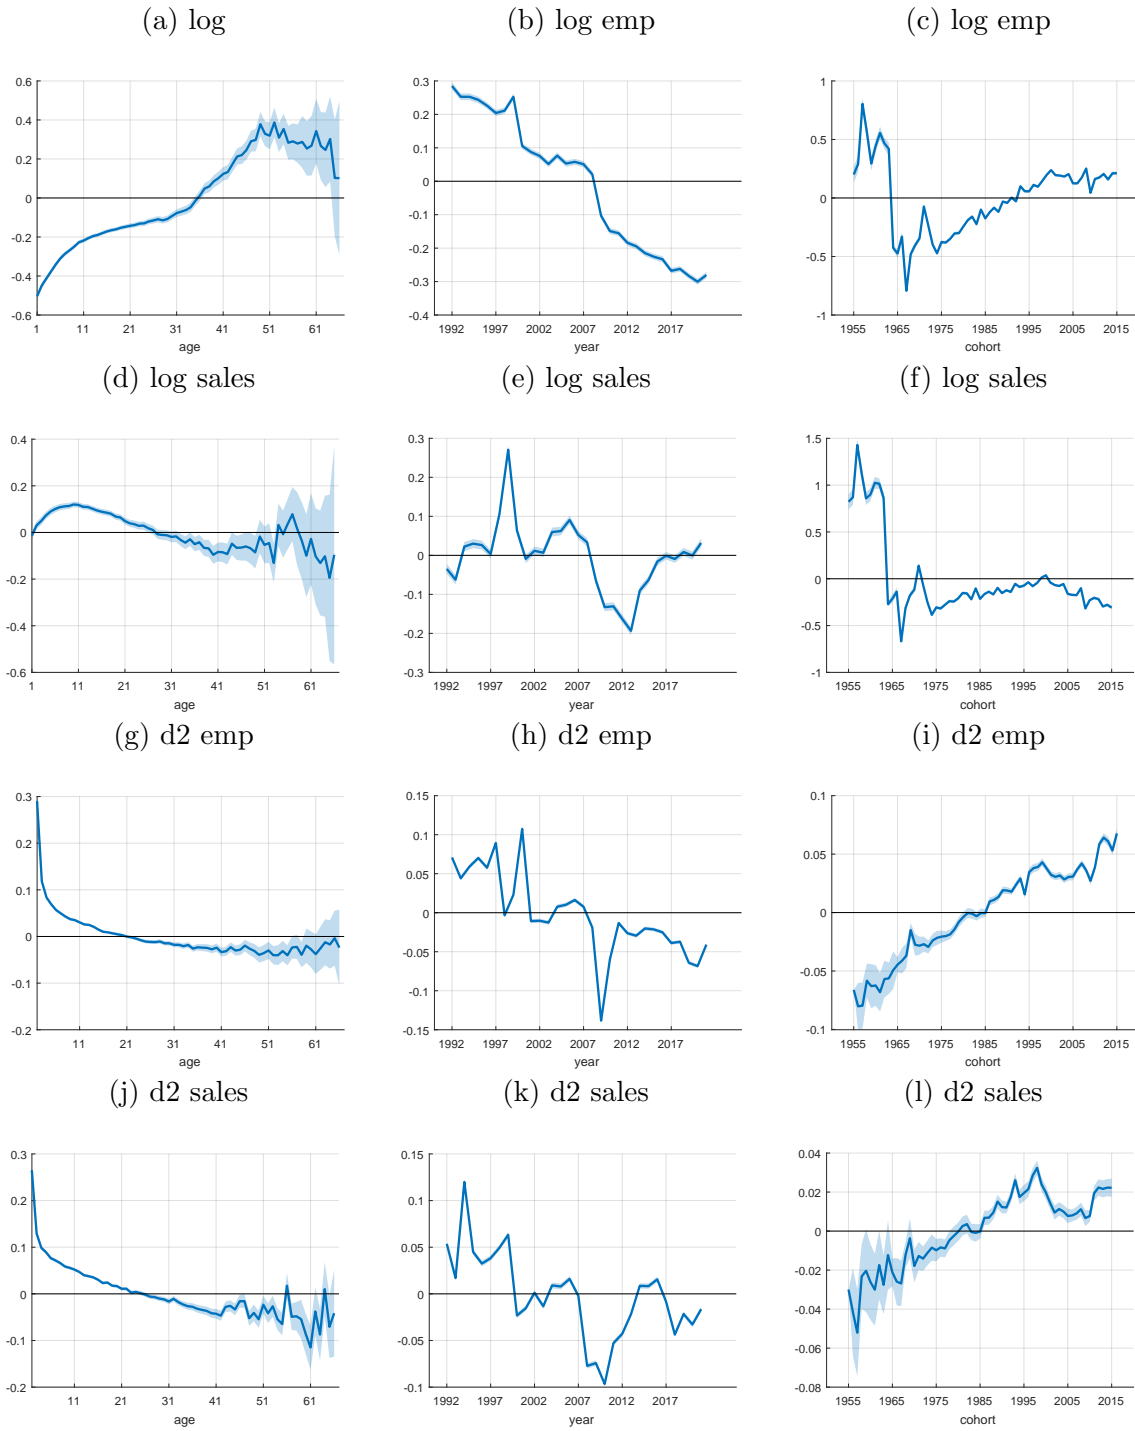 (a) log
(b) log emp
(c) log emp
0.6
0.4
0.2
0
-0.2
-0.4
-0.6
1 11 21 31 41 51 61
age
0.3
0.2
0.1
0
-0.1
-0.2
-0.3
-0.4
1992 1997 2002 2007 2012 2017
year
1
0.5
0
-0.5
-1
1955 1965 1975 1985 1995 2005 2015
cohort
(d) log sales
(e) log sales
(f) log sales
0.4
0.2
0
-0.2
-0.4
-0.6
1 11 21 31 41 51 61
age
0.3
0.2
0.1
0
-0.1
-0.2
-0.3
1992 1997 2002 2007 2012 2017
year
1.5
1
0.5
0
-0.5
-1
1955 1965 1975 1985 1995 2005 2015
cohort
(g) d2 emp
(h) d2 emp
(i) d2 emp
0.3
0.2
0.1
0
-0.1
-0.2
11 21 31 41 51 61
age
0.15
0.1
0.05
0
-0.05
-0.1
-0.15
1992 1997 2002 2007 2012 2017
year
0.1
0.05
0
-0.05
-0.1
1955 1965 1975 1985 1995 2005 2015
cohort
(j) d2 sales
(k) d2 sales
(l) d2 sales
0.3
0.2
0.1
0
-0.1
-0.2
11 21 31 41 51 61
age
0.15
0.1
0.05
0
-0.05
-0.1
1992 1997 2002 2007 2012 2017
year
0.04
0.02
0
-0.02
-0.04
-0.06
-0.08
1955 1965 1975 1985 1995 2005 2015
cohort